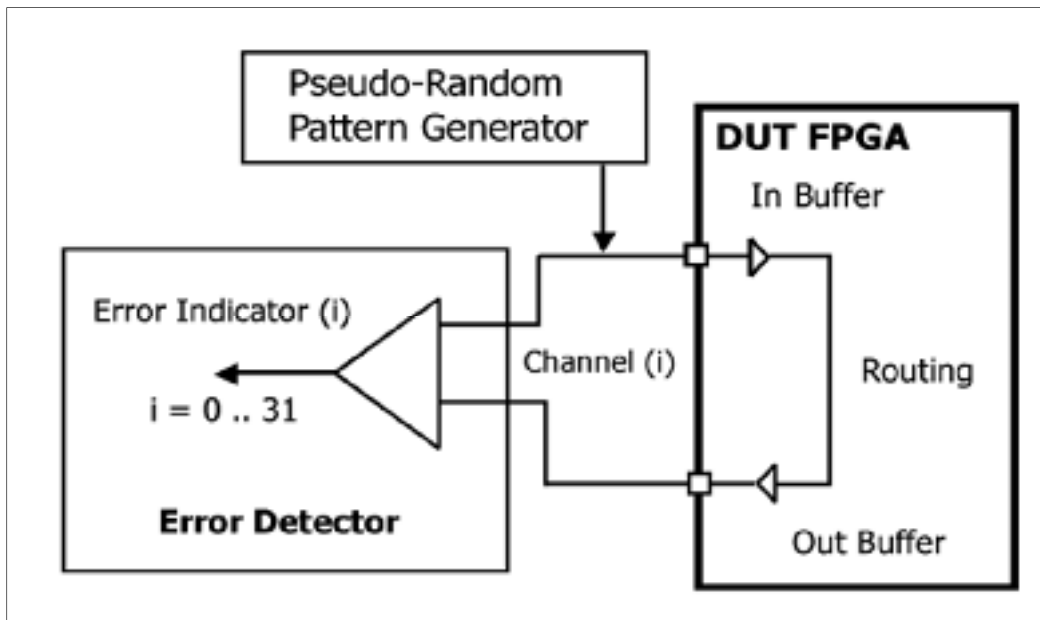 Pseudo-Random
Pattern Generator
DUT FPGA
In Buffer
Error Indicator (i)
Channel (i)
Routing
i = 0 .. 31
Error Detector
Out Buffer